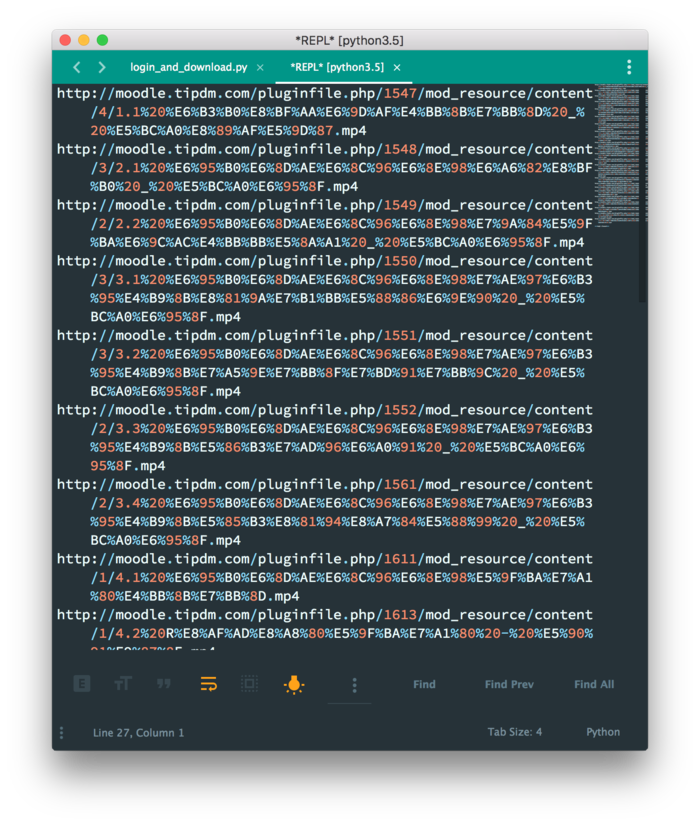 *REPL* [python3.5]
login_and_download.py × *REPL* [python3.5] ×
http://moodle.tipdm.com/pluginfile.php/1547/mod_resource/content
/4/1.1%20%E6%B3%B0%E8%BF%AA%E6%9D%AF%E4%BB%8B%E7%BB%8D%20_%
20%E5%BC%A0%E8%89%AF%E5%9D%87.mp4
http://moodle.tipdm.com/pluginfile.php/1548/mod_resource/content
/3/2.1%20%E6%95%B0%E6%8D%AE%E6%8C%96%E6%8E%98%E6%A6%82%E8%BF
%B0%20_%20%E5%BC%A0%E6%95%8F.mp4
http://moodle.tipdm.com/pluginfile.php/1549/mod_resource/content
/2/2.2%20%E6%95%B0%E6%8D%AE%E6%8C%96%E6%8E%98%E7%9A%84%E5%9F
%BA%E6%9C%AC%E4%BB%BB%E5%8A%A1%20_%20%E5%BC%A0%E6%95%8F.mp4
http://moodle.tipdm.com/pluginfile.php/1550/mod_resource/content
/3/3.1%20%E6%95%B0%E6%8D%AE%E6%8C%96%E6%8E%98%E7%AE%97%E6%B3
%95%E4%B9%8B%E8%81%9A%E7%B1%BB%E5%88%86%E6%9E%90%20_%20%E5%
BC%A0%E6%95%8F.mp4
http://moodle.tipdm.com/pluginfile.php/1551/mod_resource/content
/3/3.2%20%E6%95%B0%E6%8D%AE%E6%8C%96%E6%8E%98%E7%AE%97%E6%B3
%95%E4%B9%8B%E7%A5%9E%E7%BB%8F%E7%BD%91%E7%BB%9C%20_%20%E5%
BC%A0%E6%95%8F.mp4
http://moodle.tipdm.com/pluginfile.php/1552/mod_resource/content
/2/3.3%20%E6%95%B0%E6%8D%AE%E6%8C%96%E6%8E%98%E7%AE%97%E6%B3
%95%E4%B9%8B%E5%86%B3%E7%AD%96%E6%A0%91%20_%20%E5%BC%A0%E6%
95%8F.mp4
http://moodle.tipdm.com/pluginfile.php/1561/mod_resource/content
/2/3.4%20%E6%95%B0%E6%8D%AE%E6%8C%96%E6%8E%98%E7%AE%97%E6%B3
%95%E4%B9%8B%E5%85%B3%E8%81%94%E8%A7%84%E5%88%99%20_%20%E5%
BC%A0%E6%95%8F.mp4
http://moodle.tipdm.com/pluginfile.php/1611/mod_resource/content
/1/4.1%20%E6%95%B0%E6%8D%AE%E6%8C%96%E6%8E%98%E5%9F%BA%E7%A1
%80%E4%BB%8B%E7%BB%8D.mp4
http://moodle.tipdm.com/pluginfile.php/1613/mod_resource/content
/1/4.2%20R%E8%AF%AD%E8%A8%80%E5%9F%BA%E7%A1%80%20-%20%E5%90%
Find Find Prev Find All
Line 27, Column 1 Tab Size: 4 Python